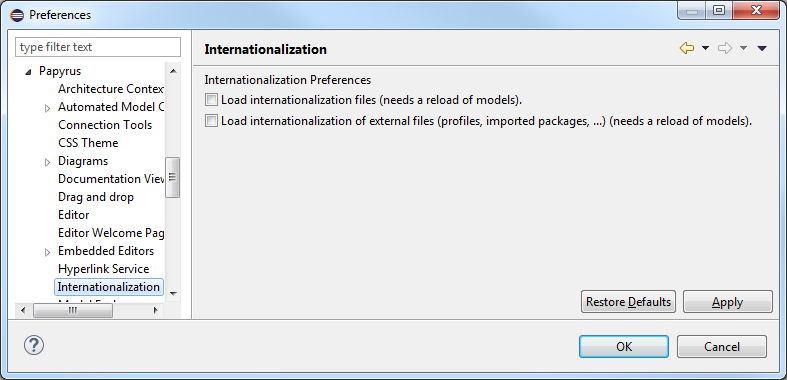 Preferences
type filter text
Papyrus
Architecture Contex
Automated Model C
Connection Tools
CSS Theme
Diagrams
Documentation View
Drag and drop
Editor
Editor Welcome Pag
Embedded Editors
Hyperlink Service
Internationalization
Internationalization
Internationalization Preferences
Load internationalization files (needs a reload of models).
Load internationalization of external files (profiles, imported packages, ...) (needs a reload of models).
Restore Defaults
Apply
OK
Cancel